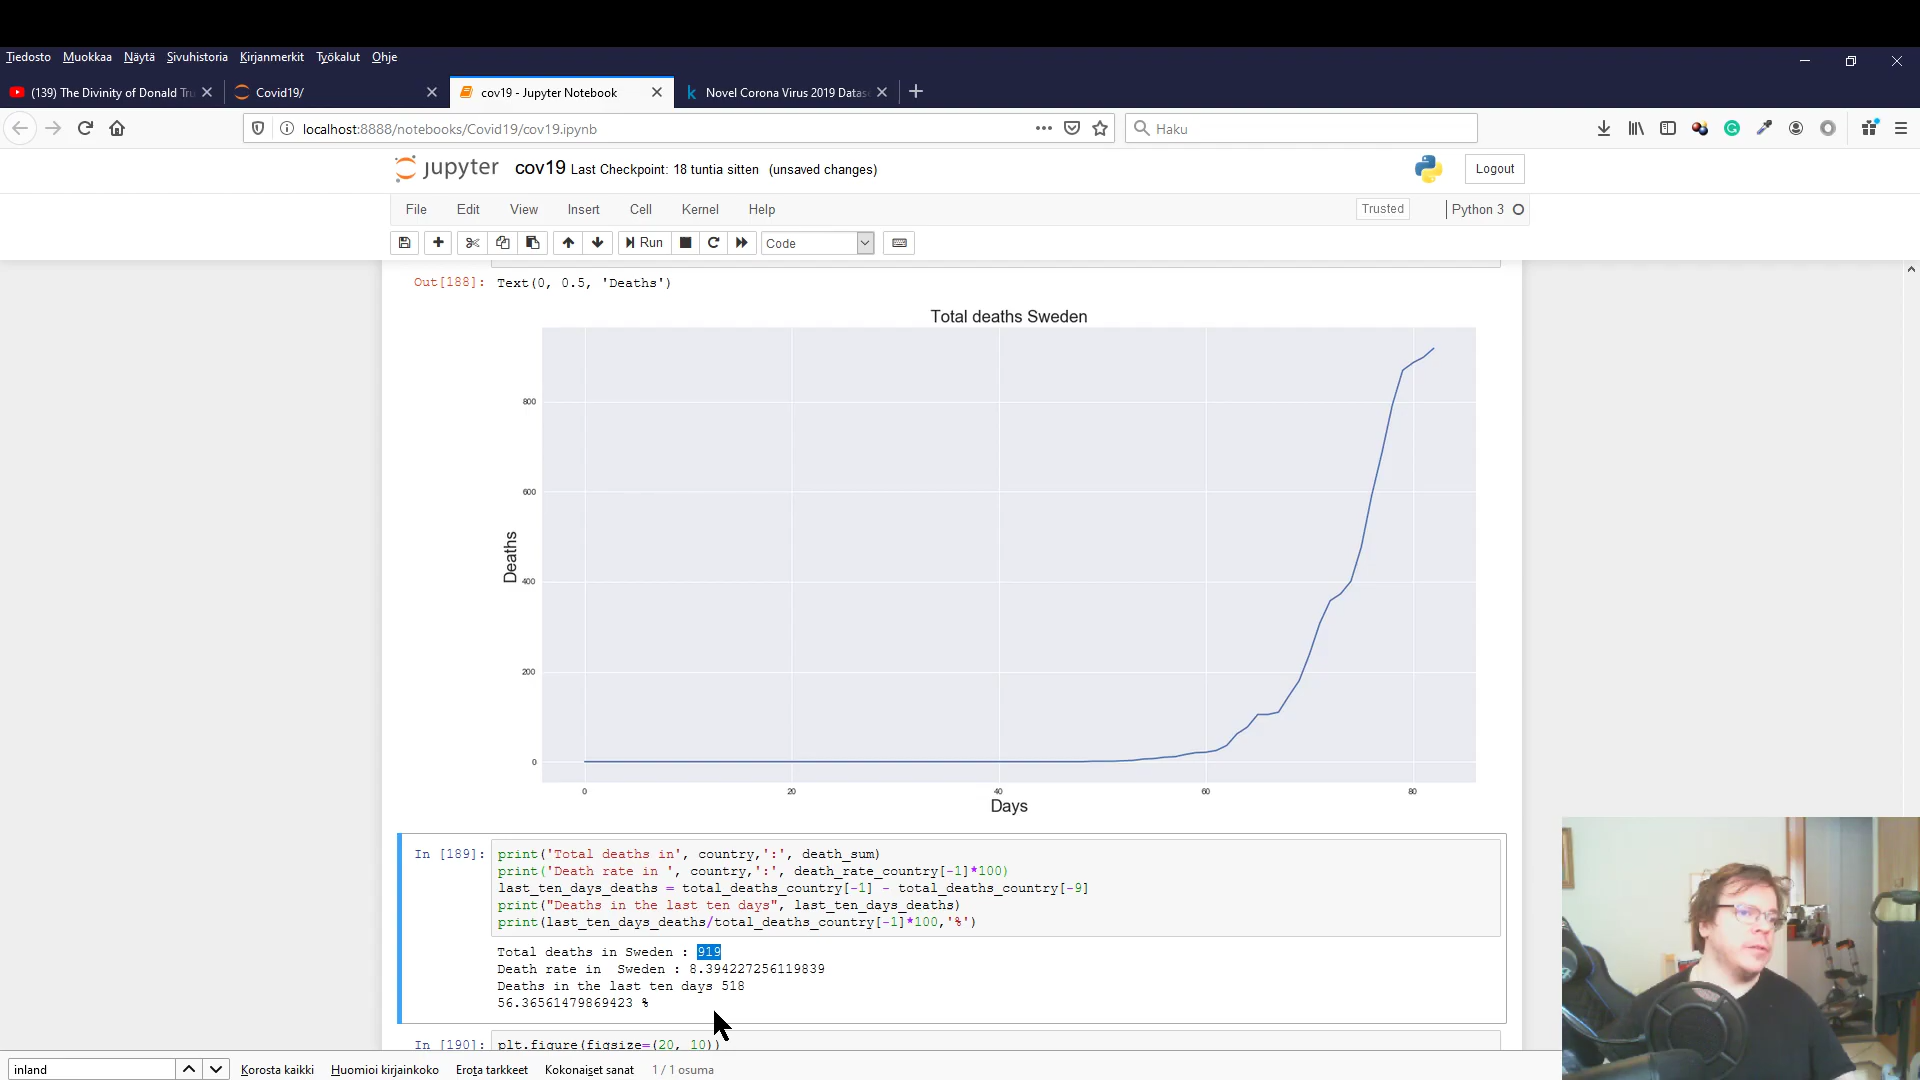 Tiedosto Muokkaa Näytä Sivuhistoria Kirjanmerkit Työkalut Ohje
(139) The Divinity of Donald Tru
Covid19/
cov19 - Jupyter Notebook
Novel Corona Virus 2019 Datas
localhost:8888/notebooks/Covid19/cov19.ipynb
Haku
jupyter cov19 Last Checkpoint: 18 tuntia sitten (unsaved changes)
Logout
File Edit View Insert Cell Kernel Help
Trusted
Python 3
Run
Code
Out[188]: Text(0, 0.5, 'Deaths')
Total deaths Sweden
800
600
400
200
0
Deaths
0 20 40 60 80
Days
In [189]: print('Total deaths in', country,':', death_sum)
print('Death rate in ', country,':', death_rate_country[-1]*100)
last_ten_days_deaths = total_deaths_country[-1] - total_deaths_country[-9]
print("Deaths in the last ten days", last_ten_days_deaths)
print(last_ten_days_deaths/total_deaths_country[-1]*100,'%')
Total deaths in Sweden : 919
Death rate in  Sweden : 8.394227256119839
Deaths in the last ten days 518
56.36561479869423 %
In [190]: plt.figure(figsize=(20, 10))
inland
Korosta kaikki Huomioi kirjainkoko Erota tarkkeet Kokonaiset sanat 1/1 osuma